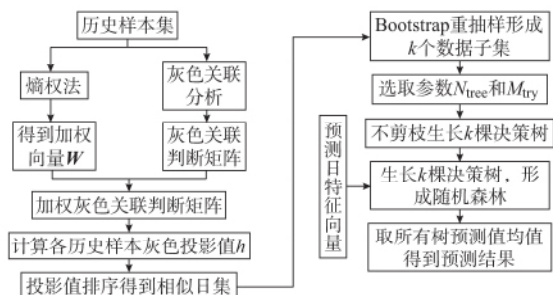 历史样本集
熵权法
灰色关联
分析
得到加权
向量W
灰色关联
判断矩阵
加权灰色关联判断矩阵
计算各历史样本灰色投影值h
投影值排序得到相似日集
Bootstrap重抽样形成
k个数据子集
选取参数Ntree和Mtry
不剪枝生长k棵决策树
预测日特征向量
生长k棵决策树，形
成随机森林
取所有树预测值均值
得到预测结果